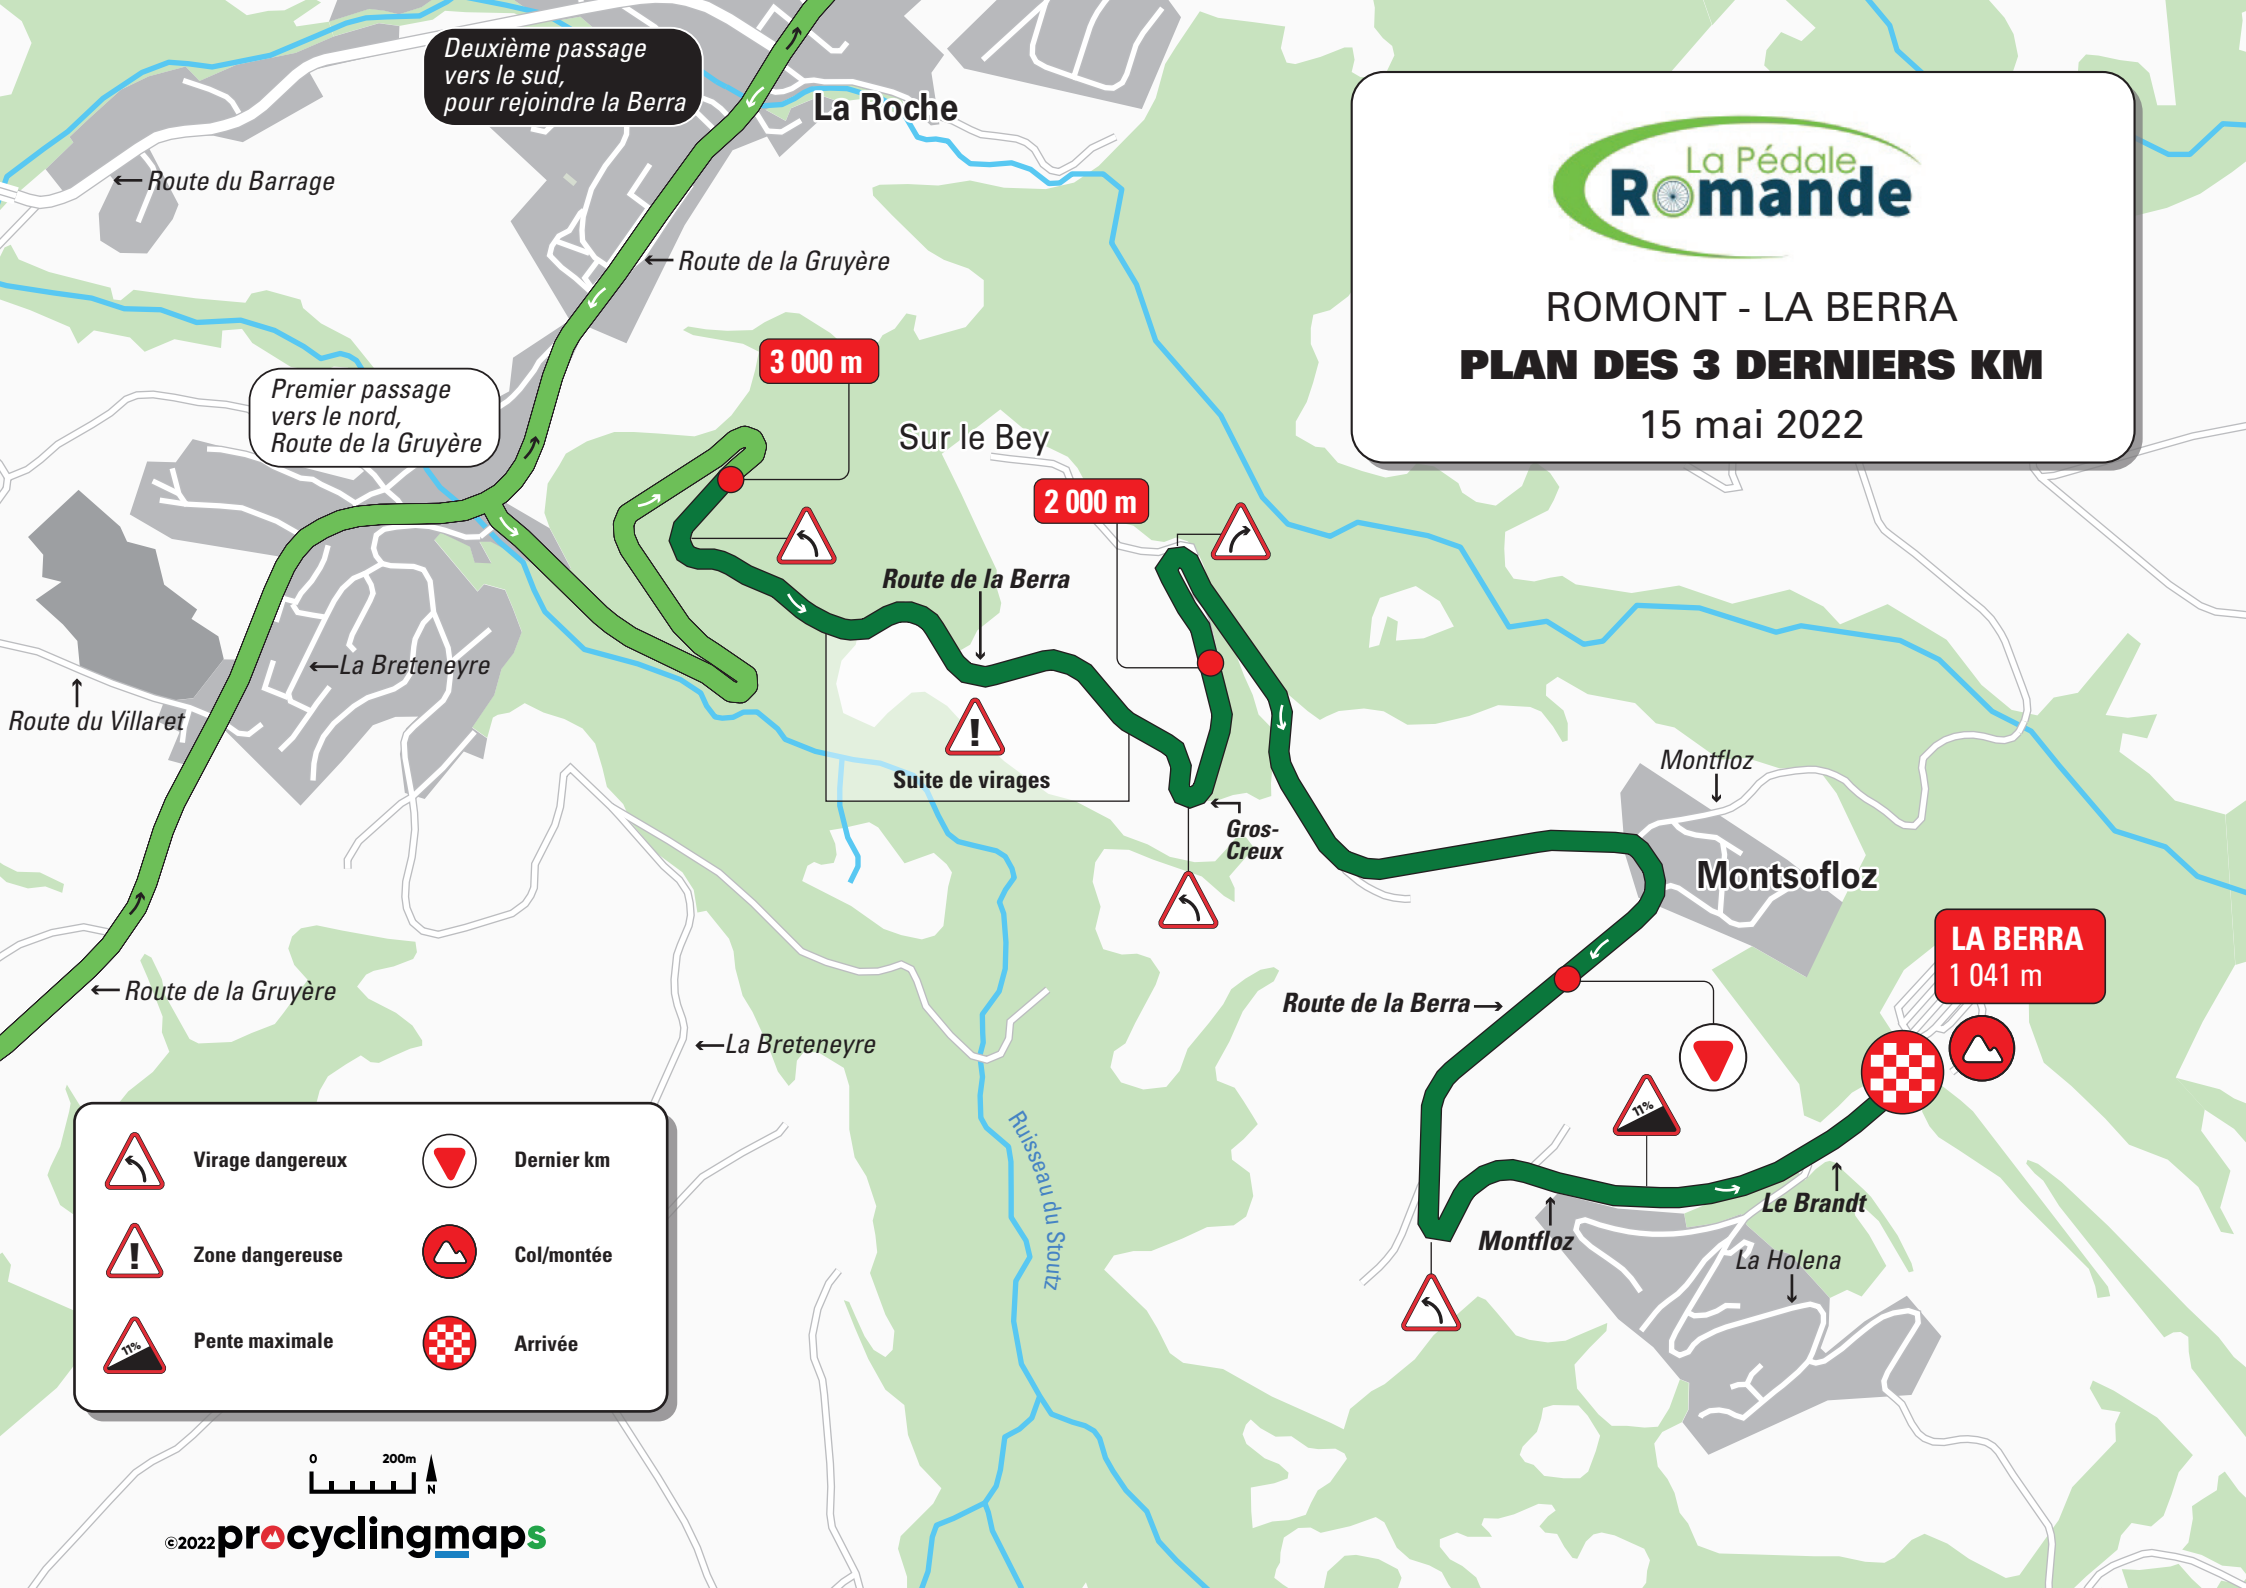 Deuxième passage
vers le sud,
pour rejoindre la Berra
La Roche
Route du Barrage
Route de la Gruyère
La Pédale
Romande
ROMONT - LA BERRA
PLAN DES 3 DERNIERS KM
15 mai 2022
3 000 m
Premier passage
vers le nord,
Route de la Gruyère
Sur le Bey
2 000 m
Route de la Berra
La Breteneyre
Route du Villaret
!
Suite de virages
Gros-
Creux
Montfloz
Montsofloz
LA BERRA
1 041 m
Route de la Gruyère
Route de la Berra
La Breteneyre
11%
Le Brandt
Montfloz
La Holena
Ruisseau du Stoutz
Virage dangereux
Dernier km
!
Zone dangereuse
Col/montée
11%
Pente maximale
Arrivée
0 200m
N
©2022 procyclingmaps